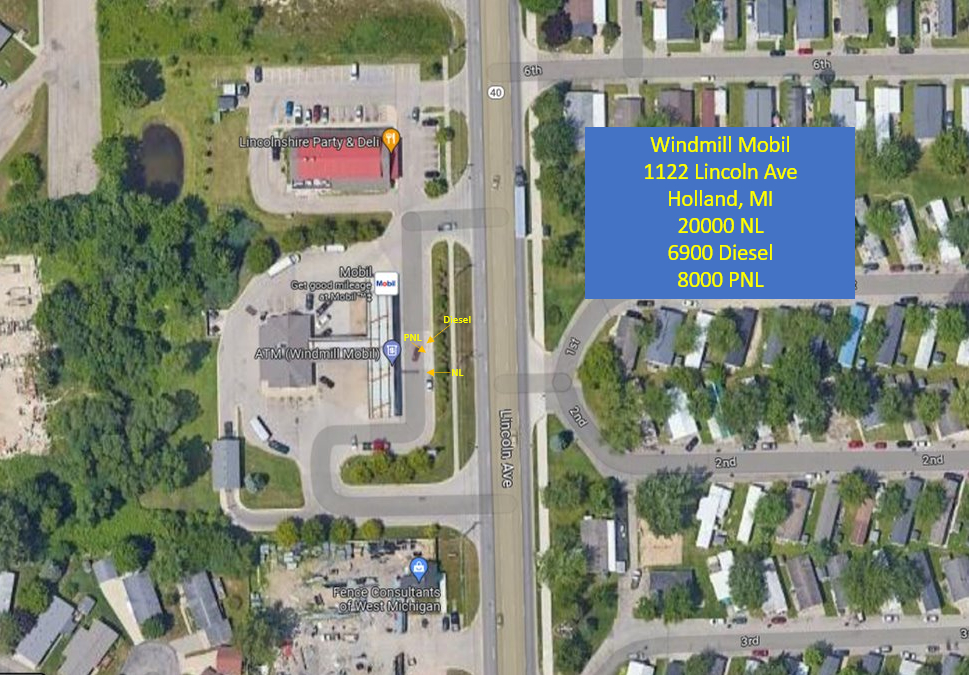 6th
6th
40
Lincolnshire Party & Deli
Windmill Mobil
1122 Lincoln Ave
Holland, MI
20000 NL
6900 Diesel
8000 PNL
Mobil
Get good mileage
at Mobil™
Mobil
Diesel
PNL
ATM (Windmill Mobil)
NL
1st
2nd
Lincoln Ave
2nd
2nd
Fence Consultants
of West Michigan
3rd